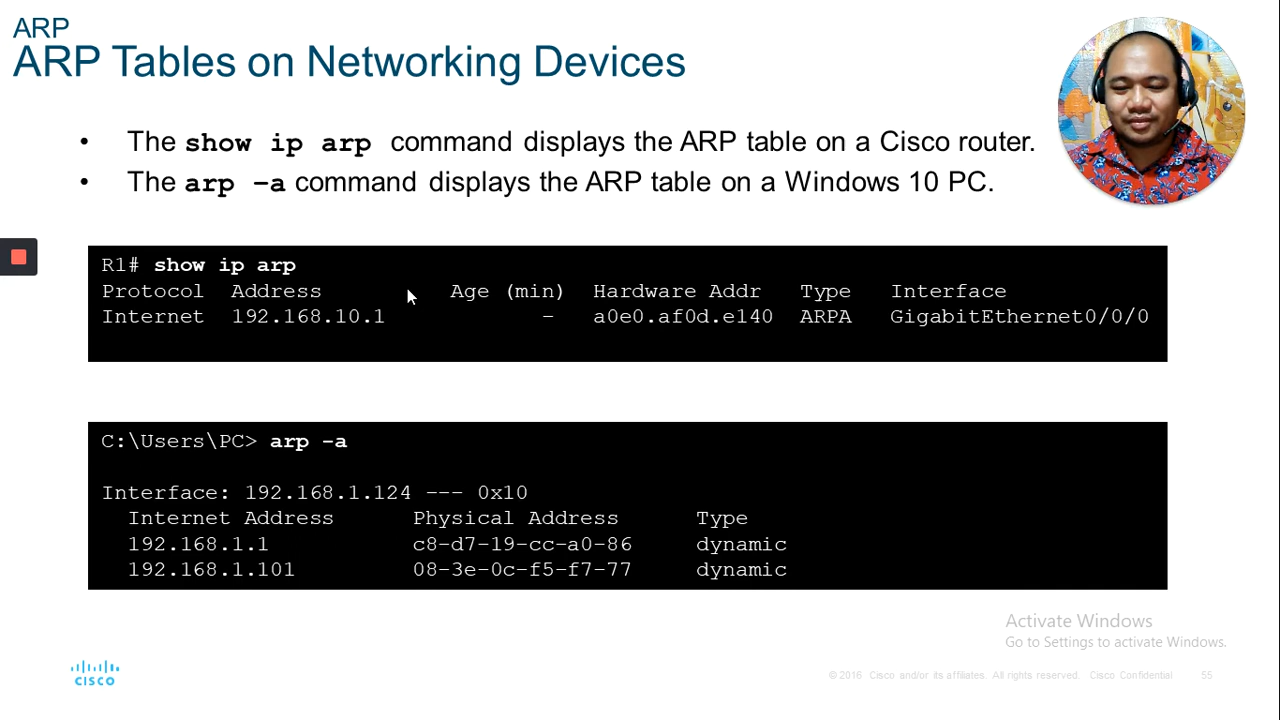 ARP
ARP Tables on Networking Devices
• The show ip arp command displays the ARP table on a Cisco router.
• The arp –a command displays the ARP table on a Windows 10 PC.
R1# show ip arp
Protocol Address Age (min) Hardware Addr Type Interface
Internet 192.168.10.1 - a0e0.af0d.e140 ARPA GigabitEthernet0/0/0
C:\Users\PC> arp -a
Interface: 192.168.1.124 --- 0x10
Internet Address Physical Address Type
192.168.1.1 c8-d7-19-cc-a0-86 dynamic
192.168.1.101 08-3e-0c-f5-f7-77 dynamic
Activate Windows
Go to Settings to activate Windows.
CISCO
© 2016 Cisco and/or its affiliates. All rights reserved. Cisco Confidential 55